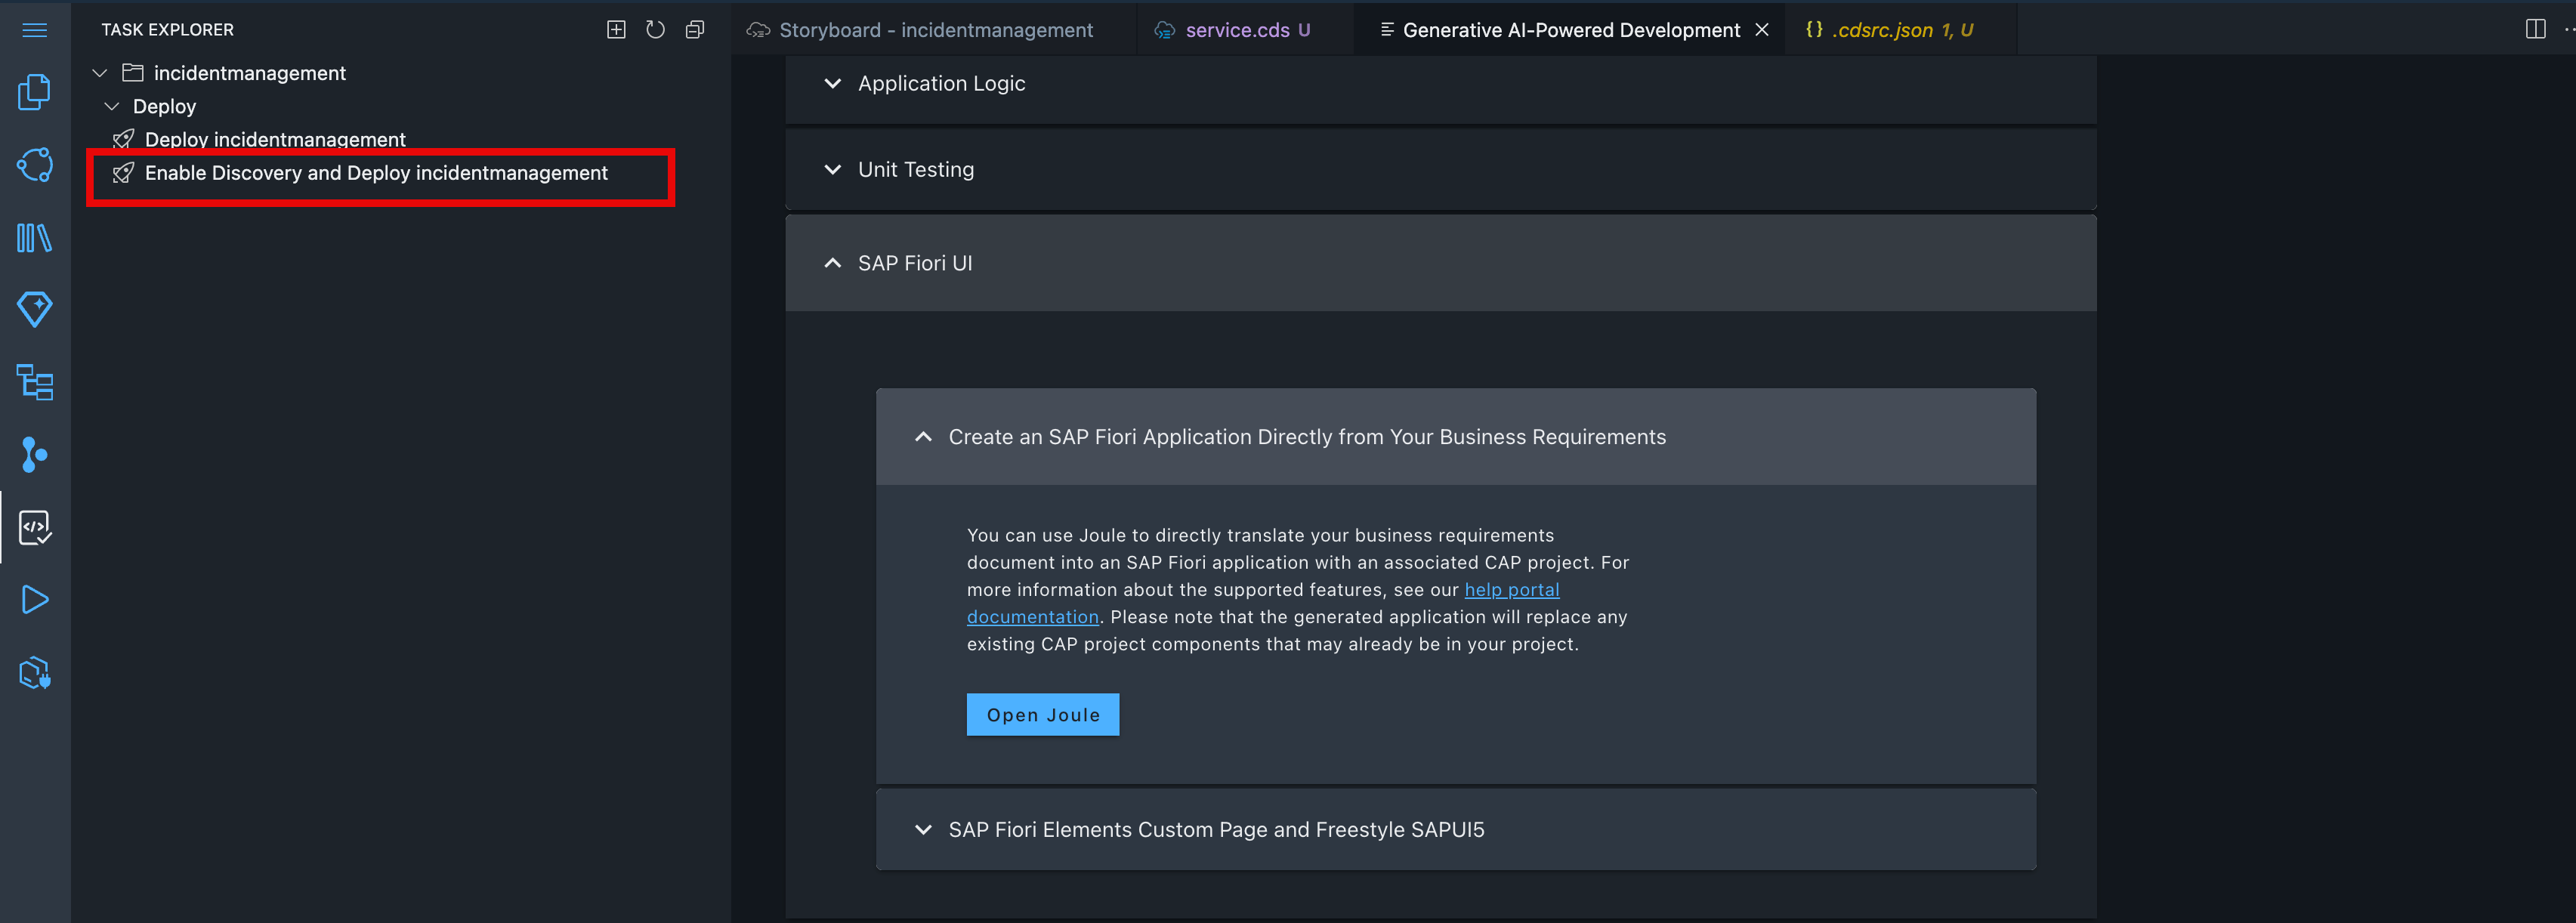 TASK EXPLORER
incidentmanagement
Deploy
Deploy incidentmanagement
Enable Discovery and Deploy incidentmanagement
Storyboard - incidentmanagement
service.cds U
Generative AI-Powered Development
{} .cdsrc.json 1, U
Application Logic
Unit Testing
SAP Fiori UI
Create an SAP Fiori Application Directly from Your Business Requirements
You can use Joule to directly translate your business requirements
document into an SAP Fiori application with an associated CAP project. For
more information about the supported features, see our help portal
documentation. Please note that the generated application will replace any
existing CAP project components that may already be in your project.
Open Joule
SAP Fiori Elements Custom Page and Freestyle SAPUI5